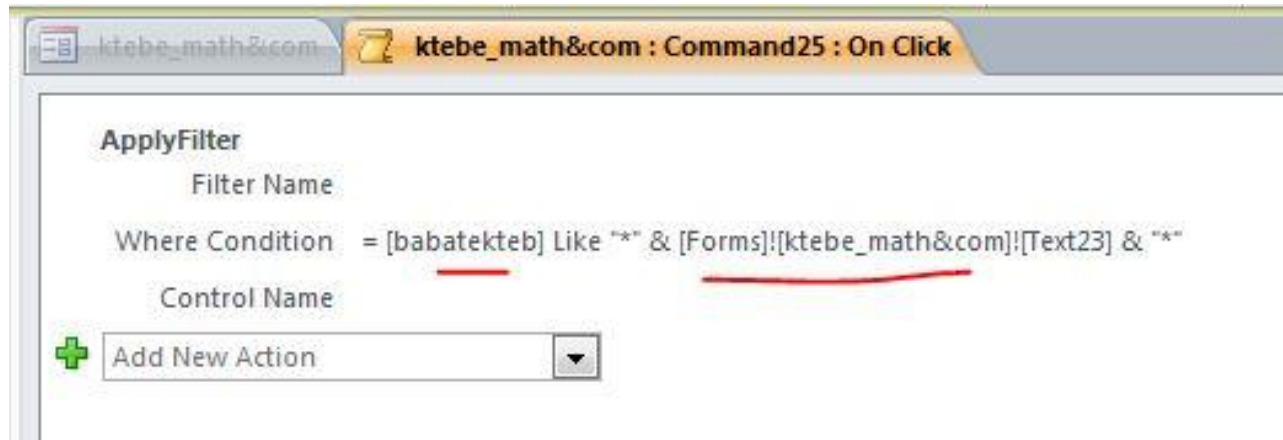 ktebe_math&com ktebe_math&com : Command25 : On Click
ApplyFilter
Filter Name
Where Condition = [babatekteb] Like "*" & [Forms]![ktebe_math&com]![Text23] & "*"
Control Name
Add New Action